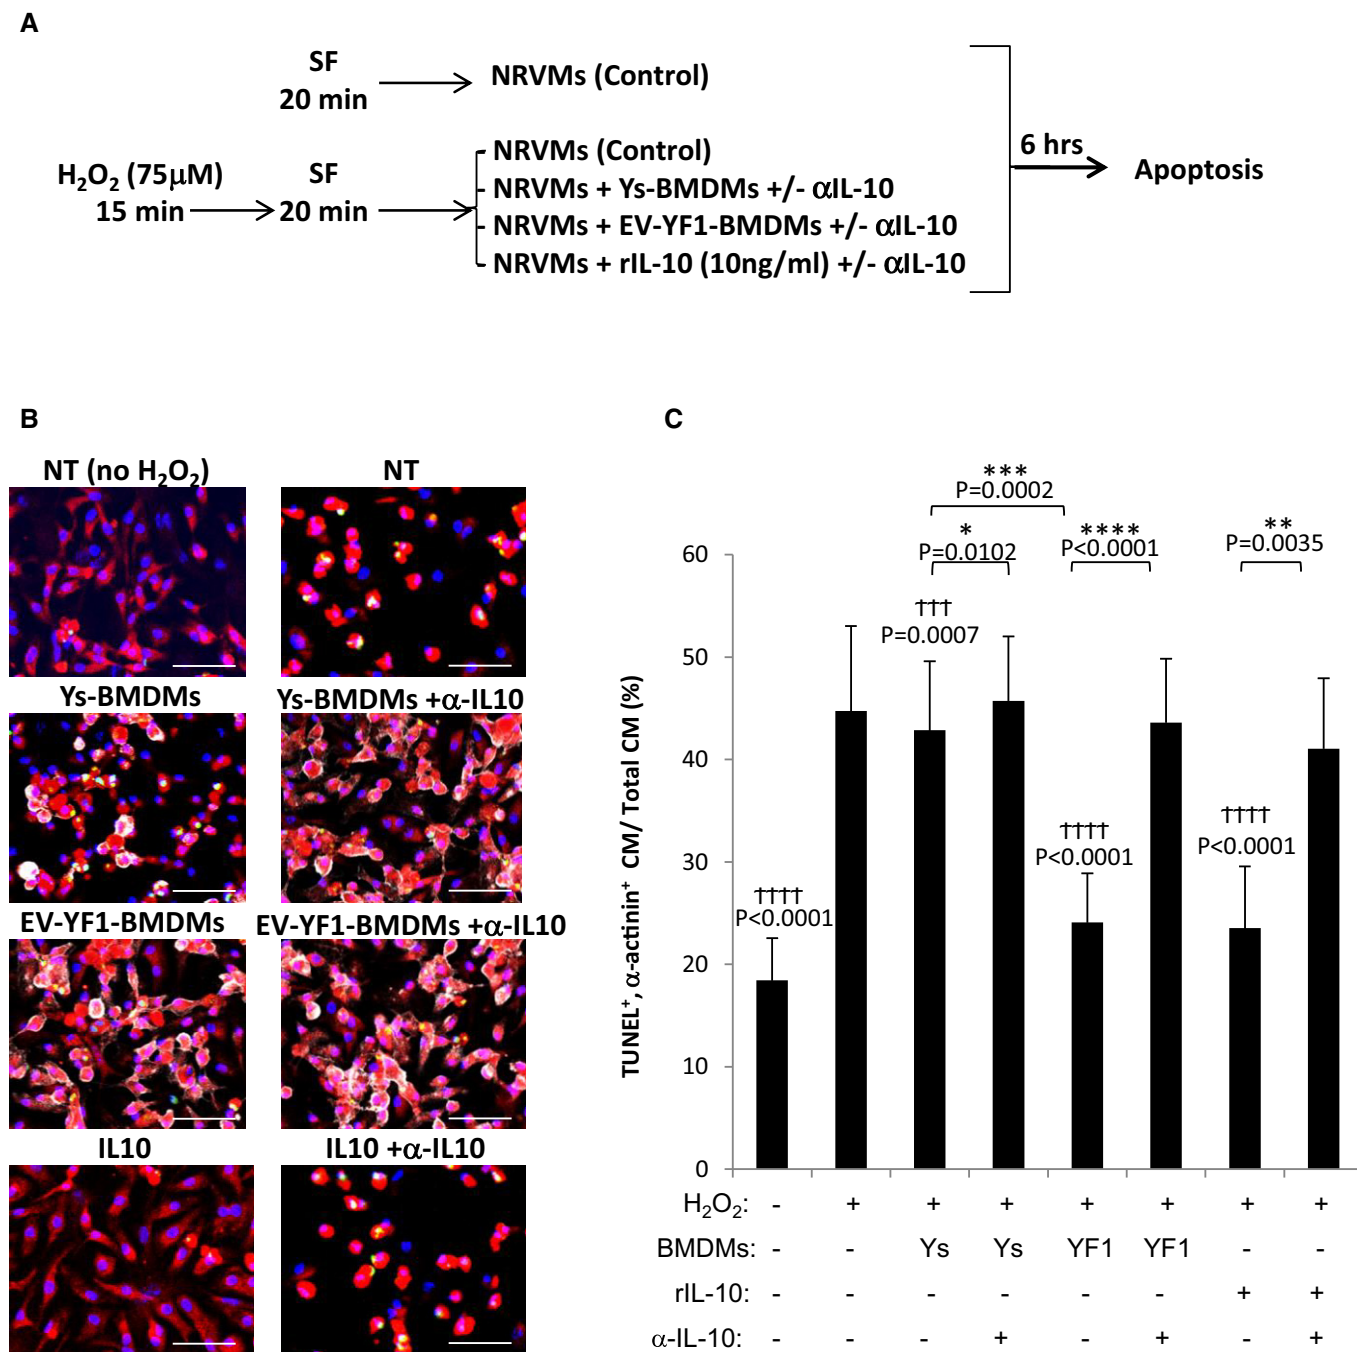 A
SF
20 min
NRVMs (Control)
H₂O₂ (75µM)
15 min
SF
20 min
NRVMs (Control)
NRVMs + Ys-BMDMs +/- αIL-10
NRVMs + EV-YF1-BMDMs +/- αIL-10
NRVMs + rIL-10 (10ng/ml) +/- αIL-10
6 hrs
Apoptosis
B
NT (no H₂O₂)
NT
Ys-BMDMs
Ys-BMDMs +α-IL10
EV-YF1-BMDMs
EV-YF1-BMDMs +α-IL10
IL10
IL10 +α-IL10
C
***
P=0.0002
*
P=0.0102
****
P<0.0001
**
P=0.0035
†††
P=0.0007
††††
P<0.0001
††††
P<0.0001
††††
P<0.0001
TUNEL⁺, α-actinin⁺ CM/ Total CM (%)
60
50
40
30
20
10
0
H₂O₂: - + + + + + + +
BMDMs: - - Ys Ys YF1 YF1 - -
rIL-10: - - - - - - + +
α-IL-10: - - - + - + - +